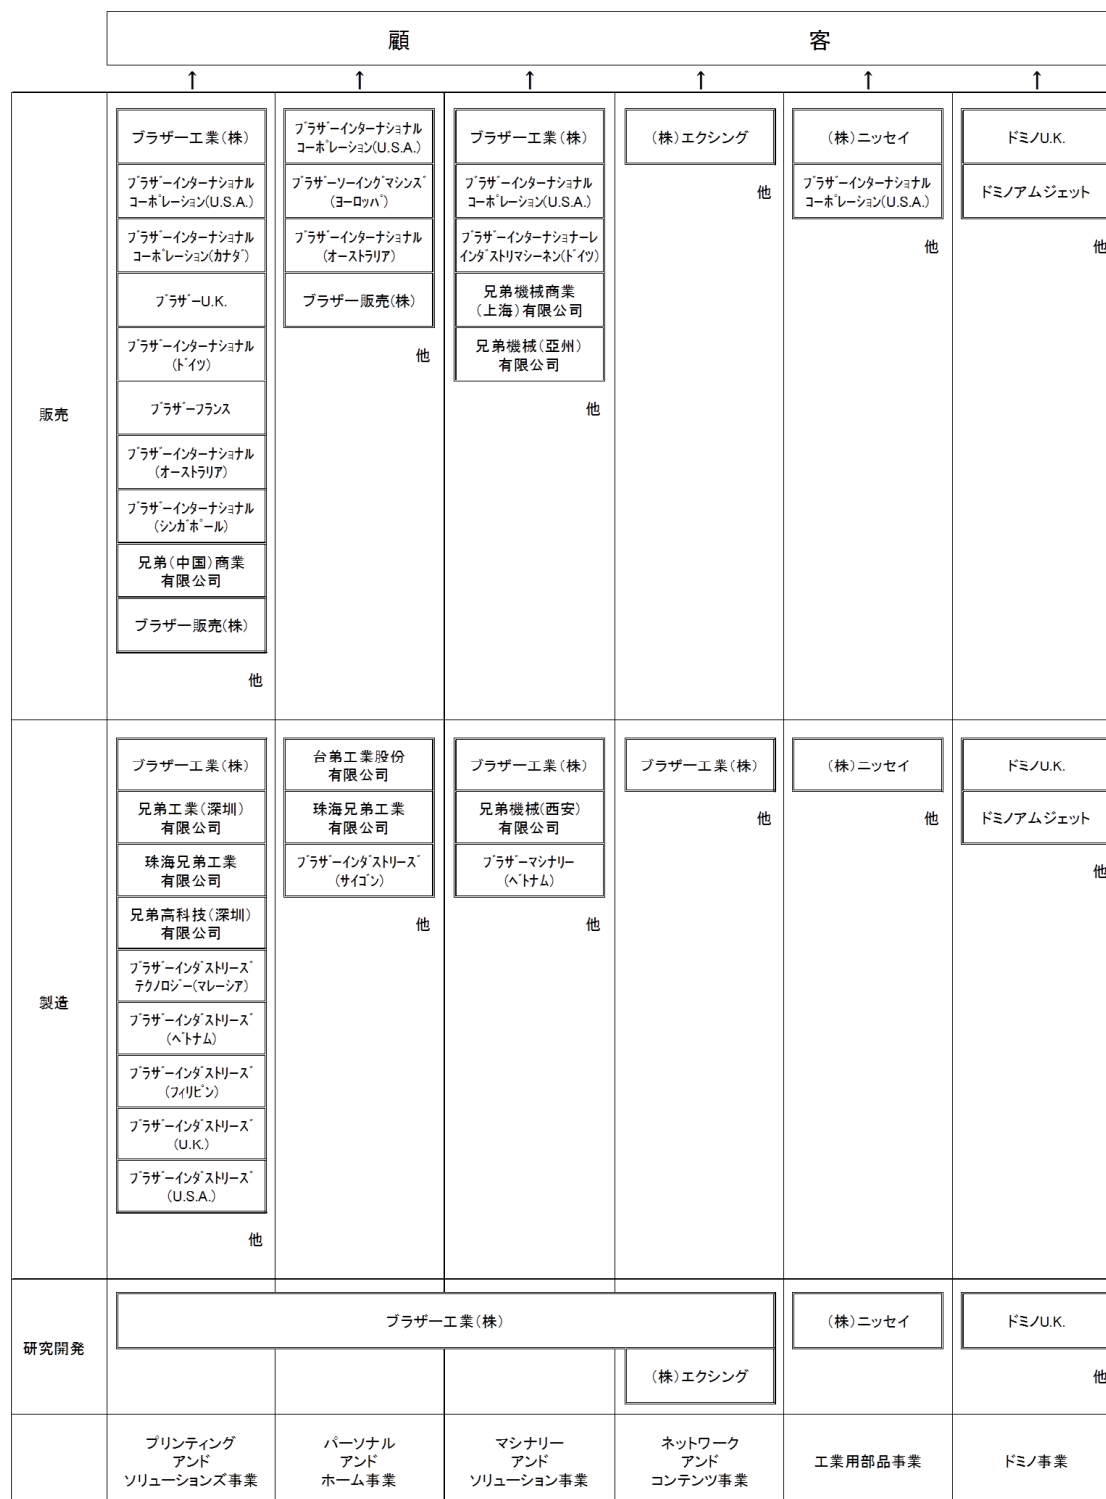 顧客
↑ ↑ ↑ ↑ ↑ ↑
販売
ブラザー工業(株)
ブラザーインターナショナル
コーポレーション(U.S.A.)
ブラザーインターナショナル
コーポレーション(カナダ)
ブラザーU.K.
ブラザーインターナショナル
(ドイツ)
ブラザーフランス
ブラザーインターナショナル
(オーストラリア)
ブラザーインターナショナル
(シンガポール)
兄弟(中国)商業
有限公司
ブラザー販売(株)
他
ブラザーインターナショナル
コーポレーション(U.S.A.)
ブラザーソーイングマシンズ
(ヨーロッパ)
ブラザーインターナショナル
(オーストラリア)
ブラザー販売(株)
他
ブラザー工業(株)
ブラザーインターナショナル
コーポレーション(U.S.A.)
ブラザーインターナショナーレ
インダストリマシーネン(ドイツ)
兄弟機械商業
(上海)有限公司
兄弟機械(亞州)
有限公司
他
(株)エクシング
他
(株)ニッセイ
ブラザーインターナショナル
コーポレーション(U.S.A.)
他
ドミノU.K.
ドミノアムジェット
他
製造
ブラザー工業(株)
兄弟工業(深圳)
有限公司
珠海兄弟工業
有限公司
兄弟高科技(深圳)
有限公司
ブラザーインダストリーズ
テクノロジー(マレーシア)
ブラザーインダストリーズ
(ベトナム)
ブラザーインダストリーズ
(フィリピン)
ブラザーインダストリーズ
(U.K.)
ブラザーインダストリーズ
(U.S.A.)
他
台弟工業股份
有限公司
珠海兄弟工業
有限公司
ブラザーインダストリーズ
(サイゴン)
他
ブラザー工業(株)
兄弟機械(西安)
有限公司
ブラザーマシナリー
(ベトナム)
他
ブラザー工業(株)
他
(株)ニッセイ
他
ドミノU.K.
ドミノアムジェット
他
研究開発
ブラザー工業(株)
(株)エクシング
(株)ニッセイ
ドミノU.K.
他
プリンティング
アンド
ソリューションズ事業
パーソナル
アンド
ホーム事業
マシナリー
アンド
ソリューション事業
ネットワーク
アンド
コンテンツ事業
工業用部品事業
ドミノ事業